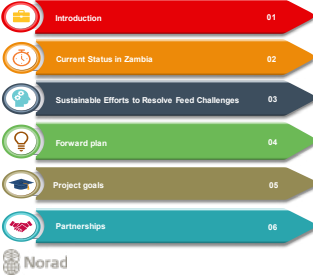 Introduction 01
Current Status in Zambia 02
Sustainable Efforts to Resolve Feed Challenges 03
Forward plan 04
Project goals 05
Partnerships 06
Norad